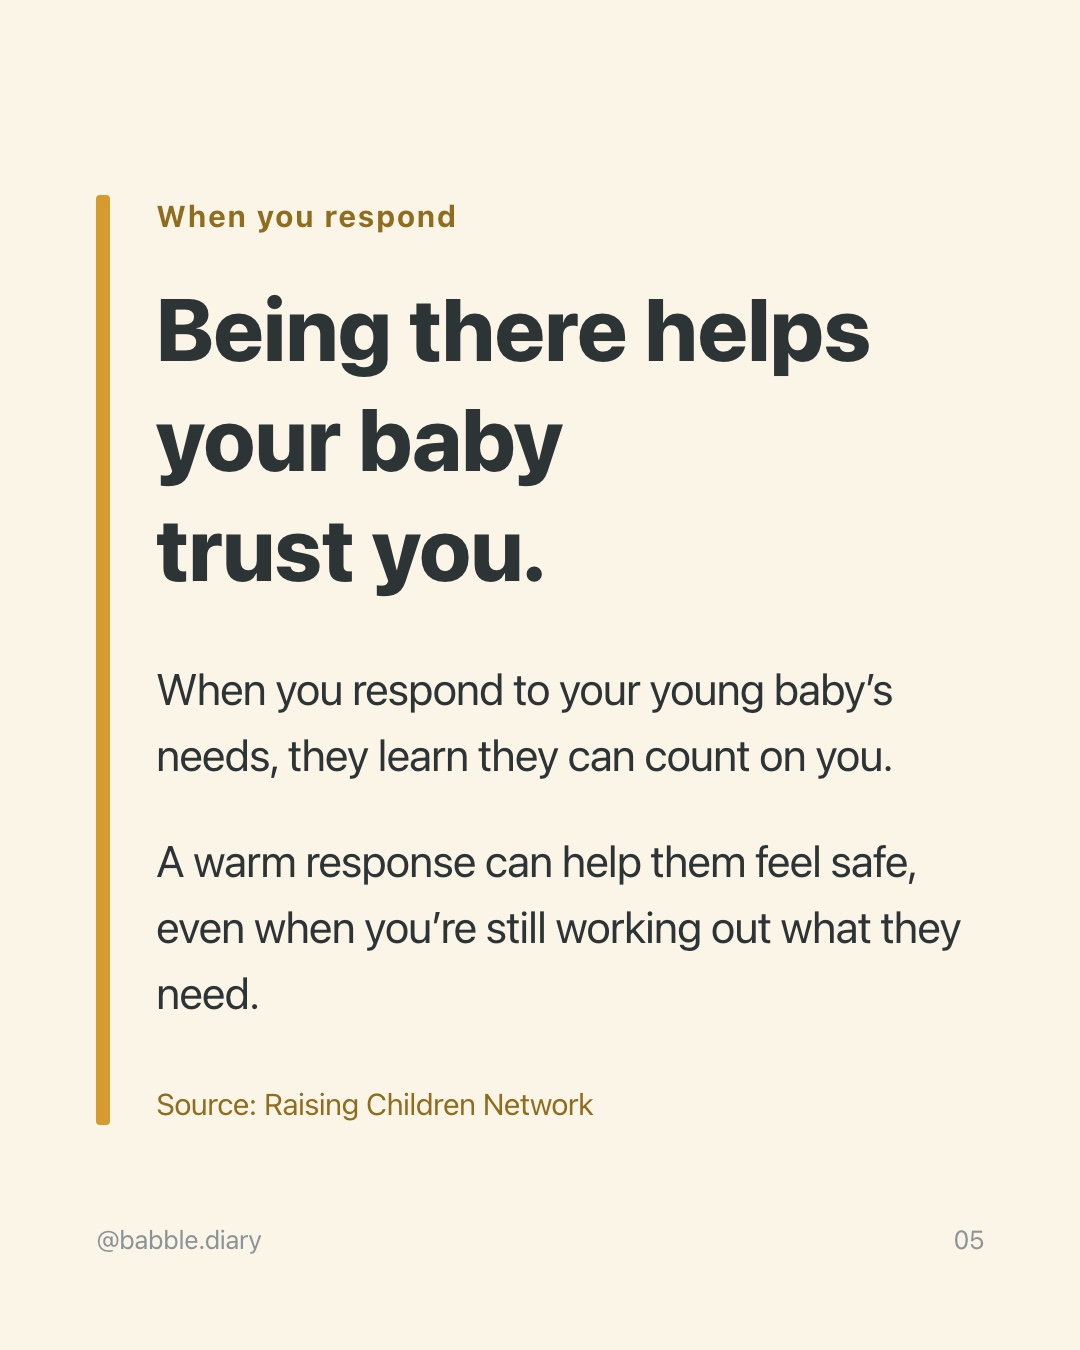 When you respond
Being there helps
your baby
trust you.
When you respond to your young baby’s
needs, they learn they can count on you.
A warm response can help them feel safe,
even when you’re still working out what they
need.
Source: Raising Children Network
@babble.diary
05